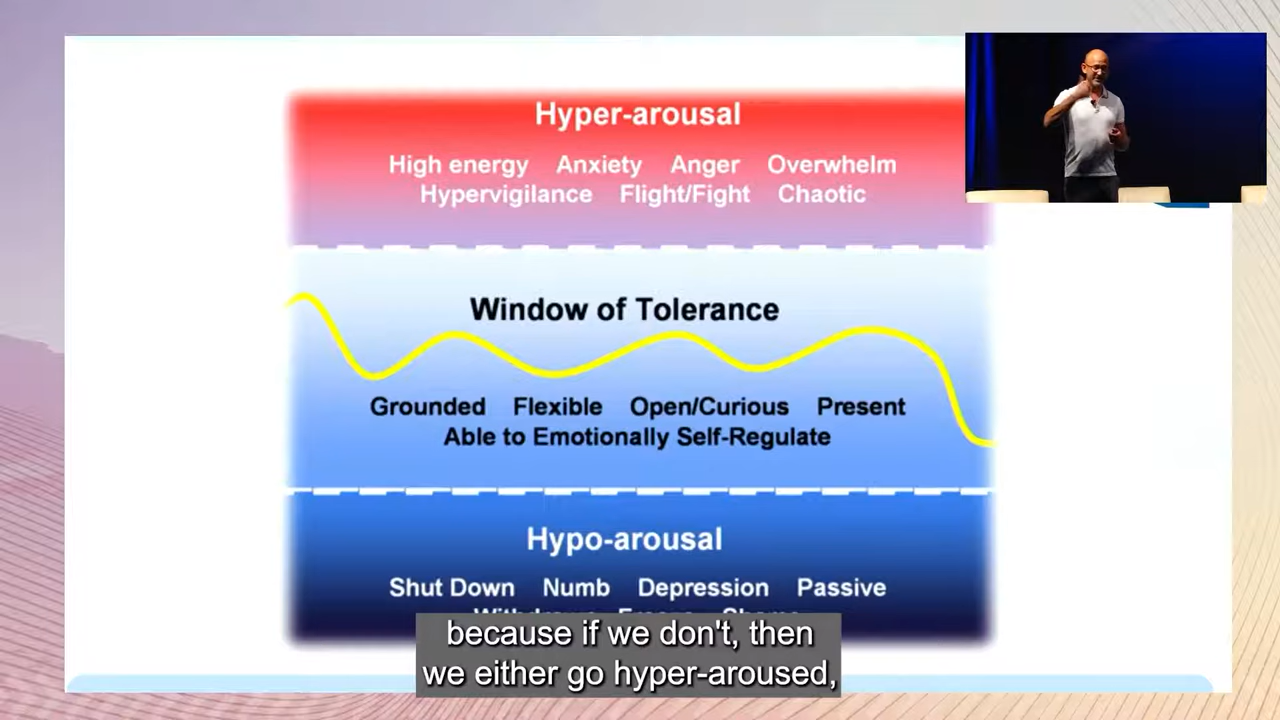 Hyper-arousal
High energy Anxiety Anger Overwhelm
Hypervigilance Flight/Fight Chaotic
Window of Tolerance
Grounded Flexible Open/Curious Present
Able to Emotionally Self-Regulate
Hypo-arousal
Shut Down Numb Depression Passive
because if we don't, then
we either go hyper-aroused,